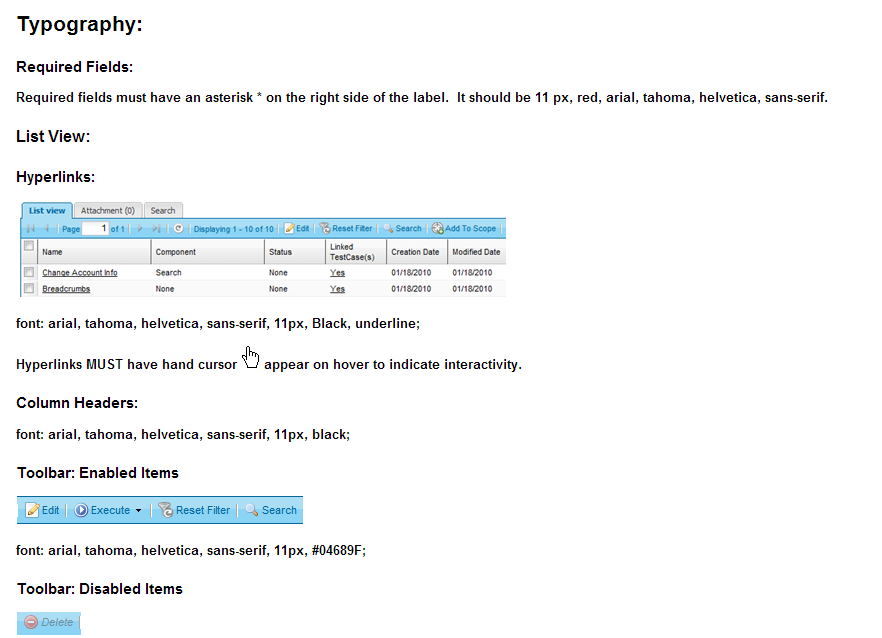 Typography:
Required Fields:
Required fields must have an asterisk * on the right side of the label.  It should be 11 px, red, arial, tahoma, helvetica, sans-serif.
List View:
Hyperlinks:
List view Attachment (0) Search
Page 1 of 1 Displaying 1 - 10 of 10 Edit Reset Filter Search Add To Scope
Name Component Status Linked TestCase(s) Creation Date Modified Date
Change Account Info Search None Yes 01/18/2010 01/18/2010
Breadcrumbs None None Yes 01/18/2010 01/18/2010
font: arial, tahoma, helvetica, sans-serif, 11px, Black, underline;
Hyperlinks MUST have hand cursor appear on hover to indicate interactivity.
Column Headers:
font: arial, tahoma, helvetica, sans-serif, 11px, black;
Toolbar: Enabled Items
Edit Execute Reset Filter Search
font: arial, tahoma, helvetica, sans-serif, 11px, #04689F;
Toolbar: Disabled Items
Delete